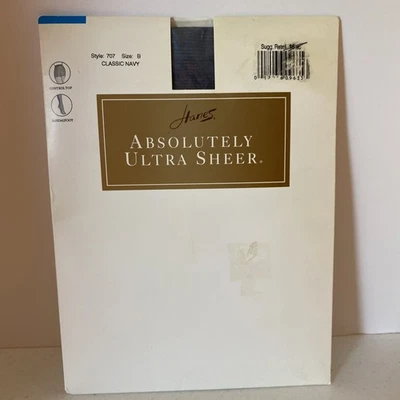 Style: 707 Size: B
CLASSIC NAVY
CONTROL TOP
SANDALFOOT
Sugg. Retail
Hanes
ABSOLUTELY
ULTRA SHEER®